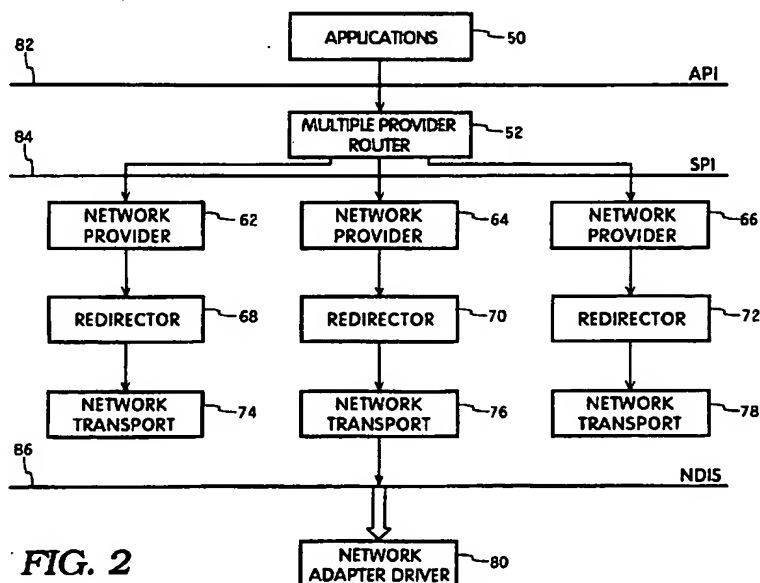 APPLICATIONS
50
82
API
MULTIPLE PROVIDER
ROUTER
52
84
SPI
NETWORK
PROVIDER
62
NETWORK
PROVIDER
64
NETWORK
PROVIDER
66
REDIRECTOR
68
REDIRECTOR
70
REDIRECTOR
72
NETWORK
TRANSPORT
74
NETWORK
TRANSPORT
76
NETWORK
TRANSPORT
78
86
NDIS
FIG. 2
NETWORK
ADAPTER DRIVER
80